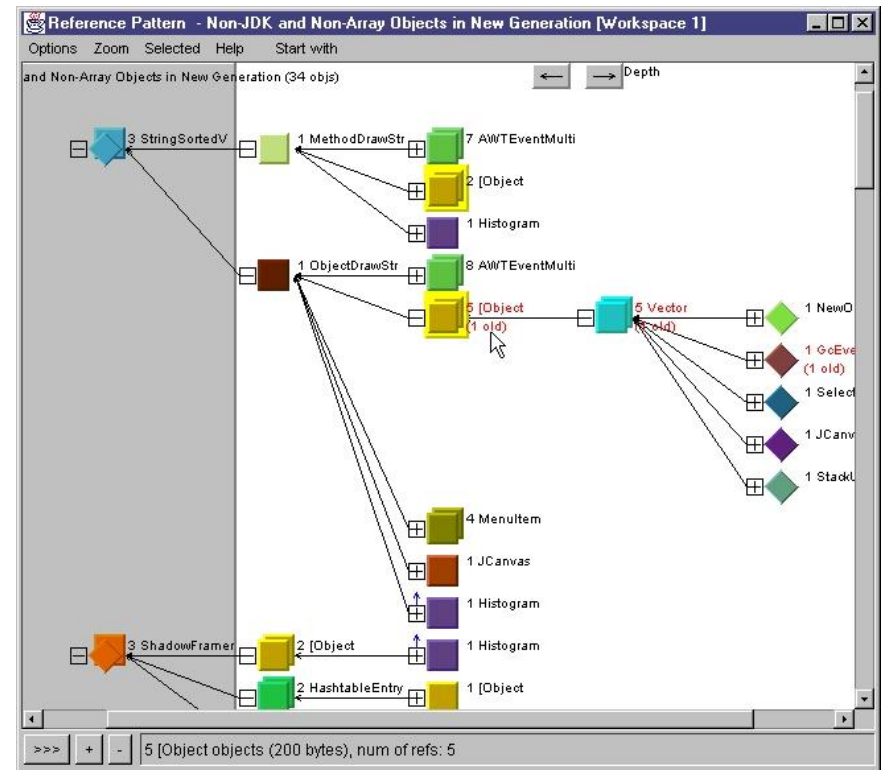 Reference Pattern - Non-JDK and Non-Array Objects in New Generation [Workspace 1]
Options Zoom Selected Help Start with
and Non-Array Objects in New Generation (34 objs)
Depth
3 StringSortedV
1 MethodDrawStr
7 AWTEventMulti
2 [Object
1 Histogram
1 ObjectDrawStr
8 AWTEventMulti
5 [Object
(1 old)
5 Vector
old)
1 NewO
1 GcEve
(1 old)
1 Select
1 JCanv
1 StackU
4 MenuItem
1 JCanvas
1 Histogram
3 ShadowFramer
2 [Object
1 Histogram
2 HashtableEntry
1 [Object
>>> + - 5 [Object objects (200 bytes), num of refs: 5